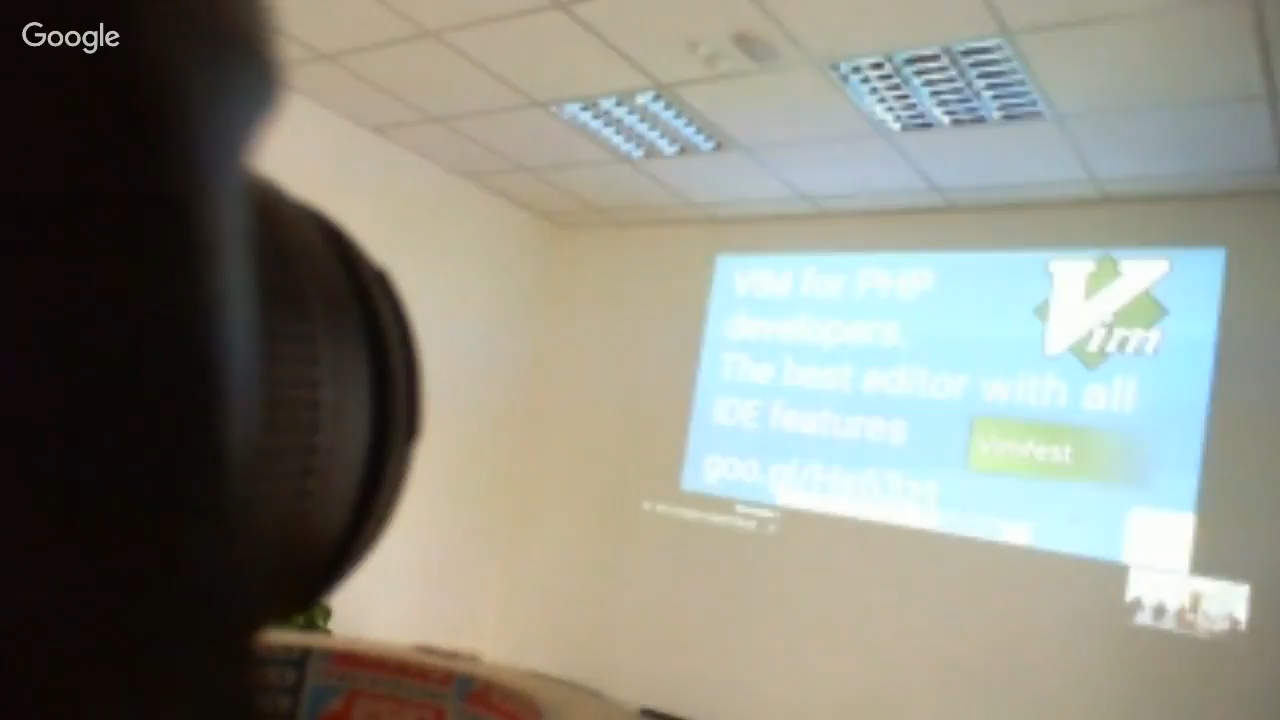 Google
VIM for PHP
developers.
The best editor with all
IDE features
Vim
vimfest